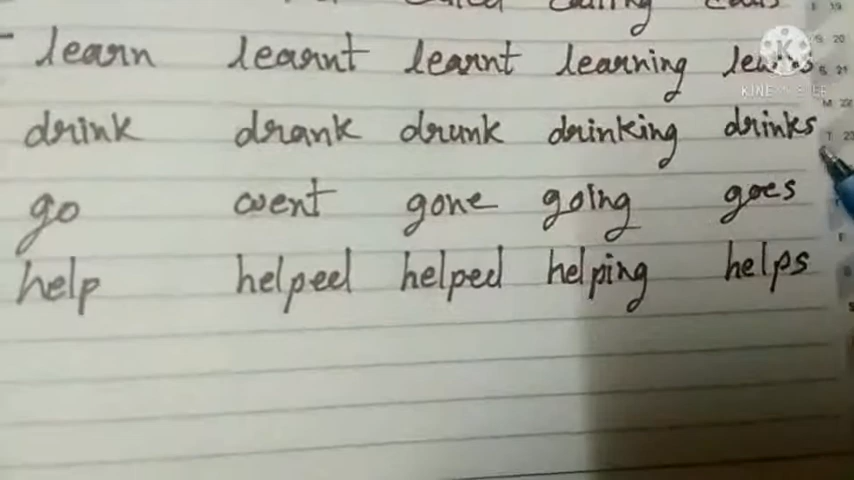 calling
learn learnt learnt learning learns
drink drank drunk drinking drinks
go went gone going goes
help helped helped helping helps